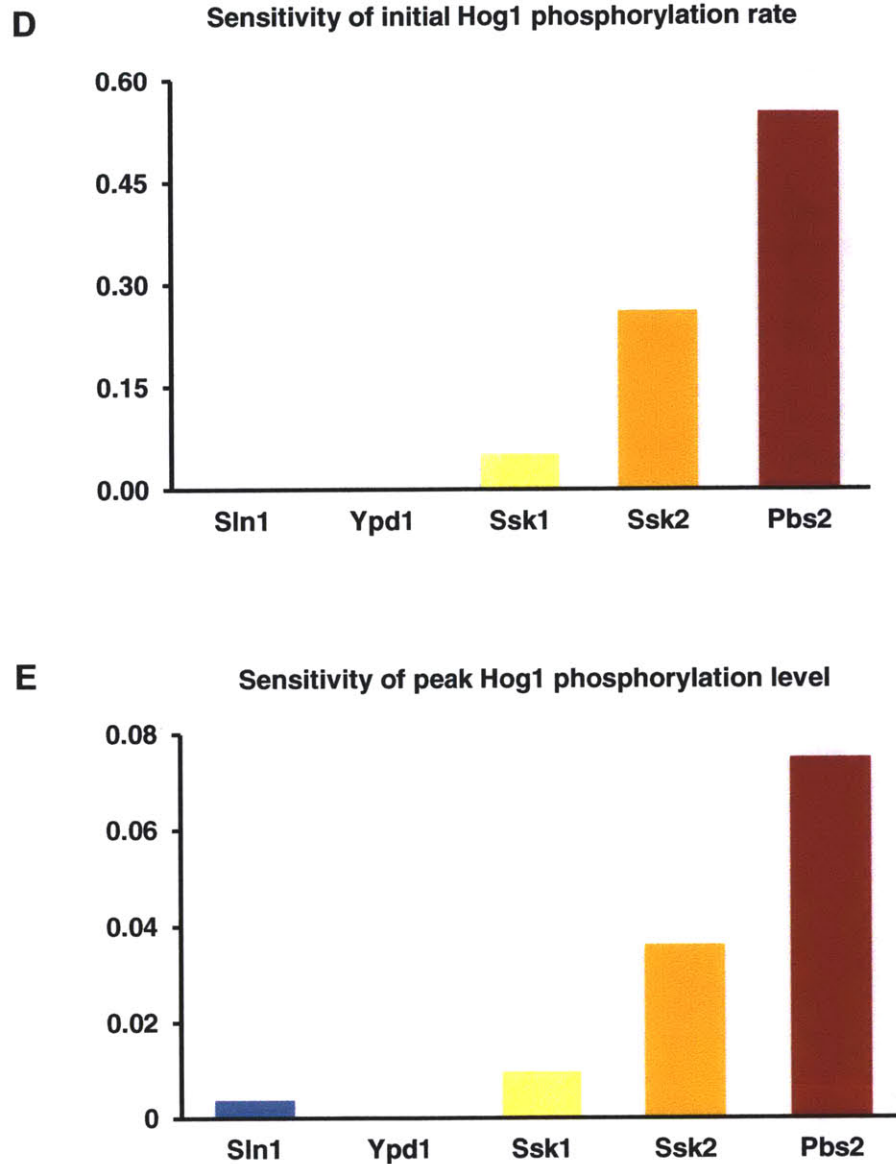 D
Sensitivity of initial Hog1 phosphorylation rate
0.60
0.45
0.30
0.15
0.00
Sln1 Ypd1 Ssk1 Ssk2 Pbs2
E
Sensitivity of peak Hog1 phosphorylation level
0.08
0.06
0.04
0.02
0
Sln1 Ypd1 Ssk1 Ssk2 Pbs2